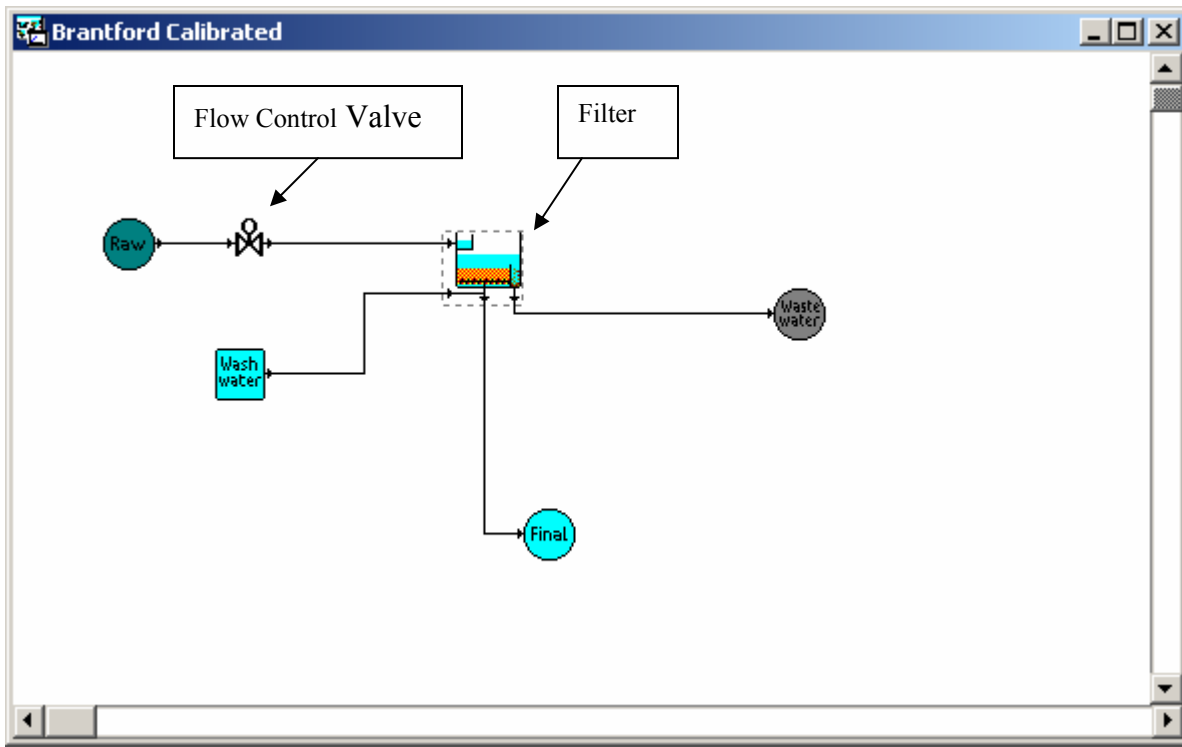 Brantford Calibrated
Flow Control Valve
Filter
Raw
Waste
water
Wash
water
Final